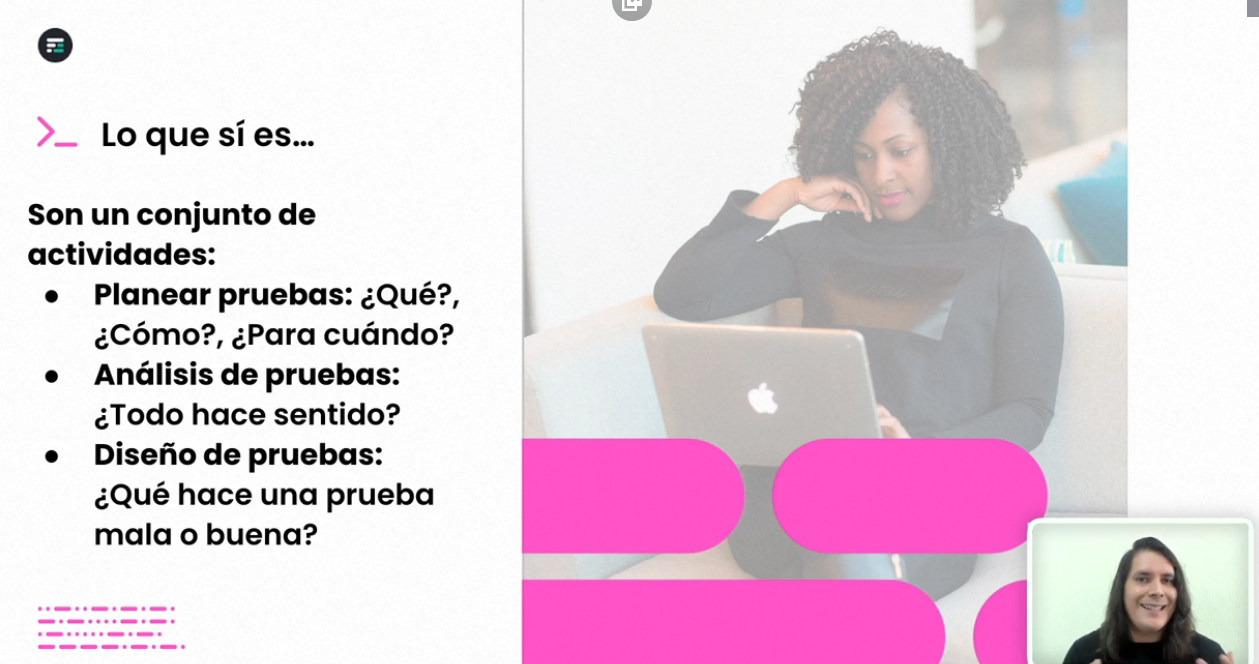 Lo que sí es...
Son un conjunto de
actividades:
● Planear pruebas: ¿Qué?,
¿Cómo?, ¿Para cuándo?
● Análisis de pruebas:
¿Todo hace sentido?
● Diseño de pruebas:
¿Qué hace una prueba
mala o buena?